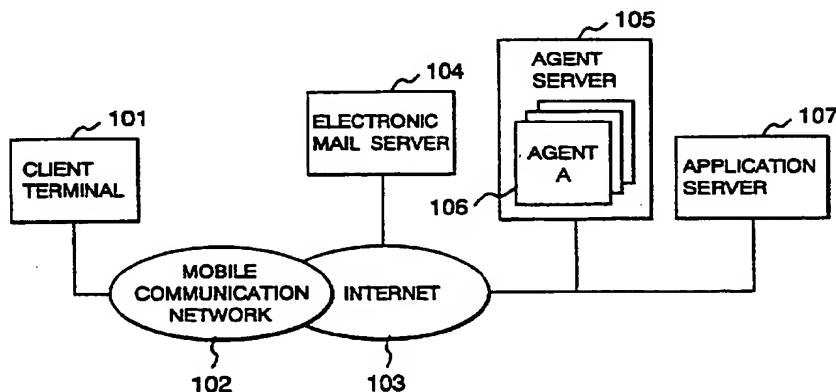 105
AGENT
SERVER
104
ELECTRONIC
MAIL SERVER
101
CLIENT
TERMINAL
AGENT
A
106
107
APPLICATION
SERVER
MOBILE
COMMUNICATION
NETWORK
INTERNET
102
103